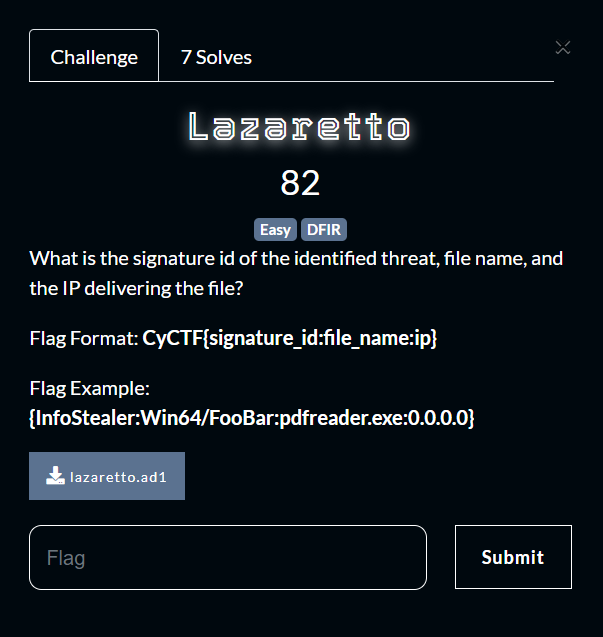 Challenge
7 Solves
Lazaretto
82
Easy DFIR
What is the signature id of the identified threat, file name, and
the IP delivering the file?
Flag Format: CyCTF{signature_id:file_name:ip}
Flag Example:
{InfoStealer:Win64/FooBar:pdfreader.exe:0.0.0.0}
lazaretto.ad1
Flag
Submit